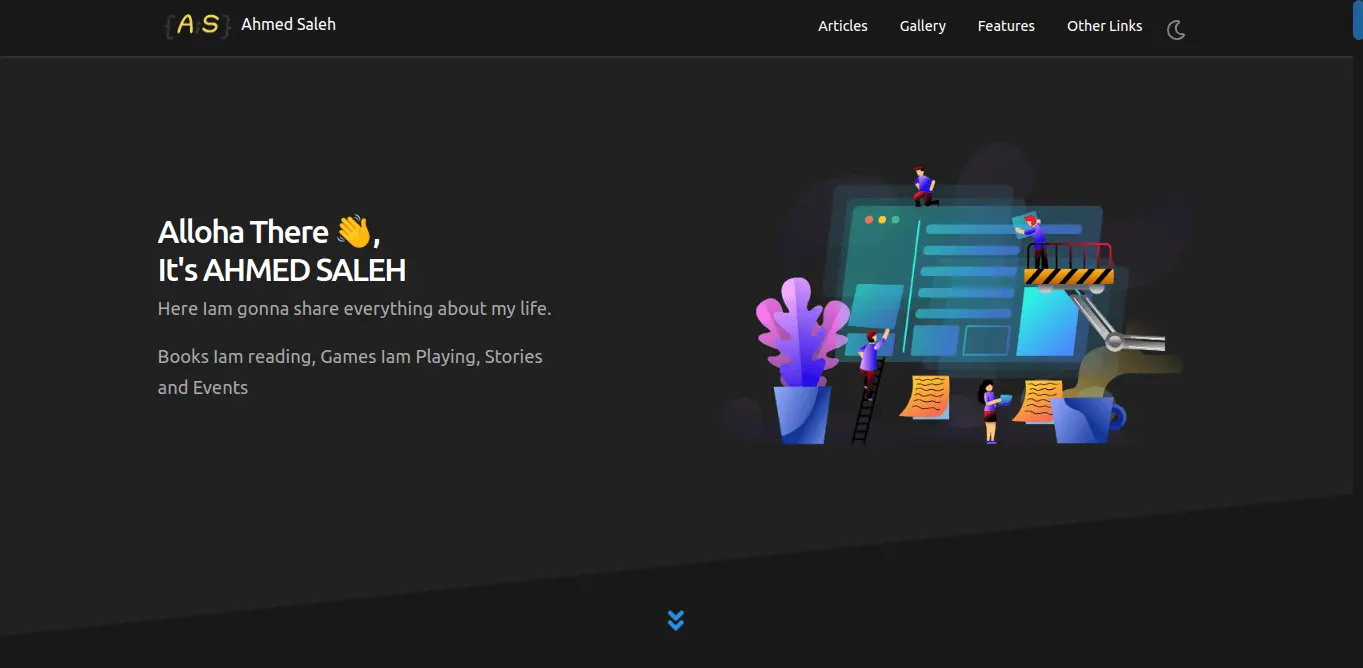 {A;S} Ahmed Saleh
Articles
Gallery
Features
Other Links
Alloha There 👋,
It's AHMED SALEH
Here Iam gonna share everything about my life.
Books Iam reading, Games Iam Playing, Stories
and Events